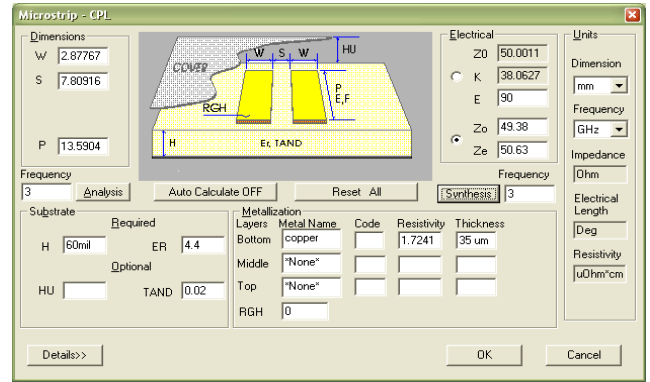 Microstrip - CPL
Dimensions
W 2.87767
S 7.80916
P 13.5904
COVER
W S W
HU
RGH
P
E,F
H
Er, TAND
Electrical
Z0 50.0011
K 38.0627
E 90
Zo 49.38
Ze 50.63
Units
Dimension
mm
Frequency
GHz
Impedance
Ohm
Electrical
Length
Deg
Resistivity
uOhm*cm
Frequency
3 Analysis
Auto Calculate OFF
Reset All
Frequency
Synthesis 3
Substrate
Required
H 60mil ER 4.4
Optional
HU TAND 0.02
Metallization
Layers Metal Name Code Resistivity Thickness
Bottom copper 1.7241 35 um
Middle *None*
Top *None*
RGH 0
Details>>
OK
Cancel